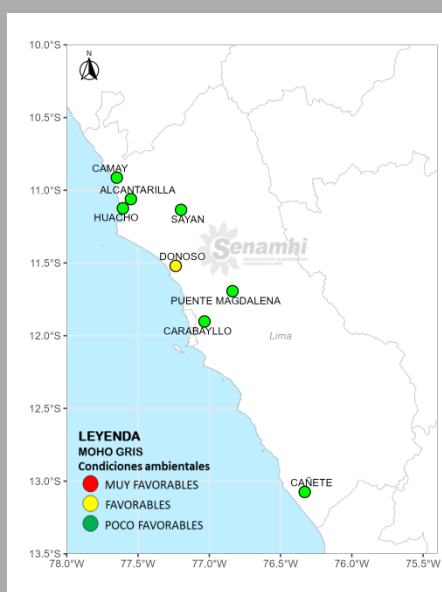 10.0°S
N
10.5°S
CAMAY
11.0°S
ALCANTARILLA
HUACHO
SAYAN
11.5°S
DONOSO
Senamhi
PUENTE MAGDALENA
12.0°S
CARABAYLLO
Lima
12.5°S
LEYENDA
MOHO GRIS
Condiciones ambientales
MUY FAVORABLES
FAVORABLES
POCO FAVORABLES
13.0°S
CAÑETE
13.5°S
78.0°W
77.5°W
77.0°W
76.5°W
76.0°W
75.5°W